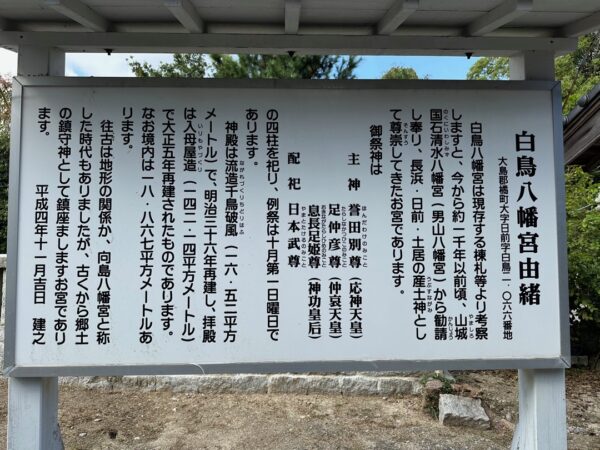 白鳥八幡宮由緒
大島郡橘町大字日前字白鳥二・〇六六番地
白鳥八幡宮は現存する棟札等より考察
しますと、今から約一千年以前頃、山城
国石清水八幡宮(男山八幡宮)から勧請
し奉り、長浜・日前・土居の産土神とし
て尊崇してきたお宮であります。
御祭神は
主神 誉田別尊(応神天皇)
足仲彦尊(仲哀天皇)
息長足姫尊(神功皇后)
配祀 日本武尊
の四柱を祀り、例祭は十月第一日曜日で
あります。
神殿は流造千鳥破風(一六・五二平方
メートル)で、明治三十六年再建し、拝殿
は入母屋造(一四二・一四平方メートル)
で大正五年再建されたものであります。
なお境内は一八・八六七平方メートルあ
ります。
往古は地形の関係か、向島八幡宮と称
した時代もありましたが、古くから郷土
の鎮守神として鎮座ましますお宮であり
ます。
平成四年十一月吉日 建之